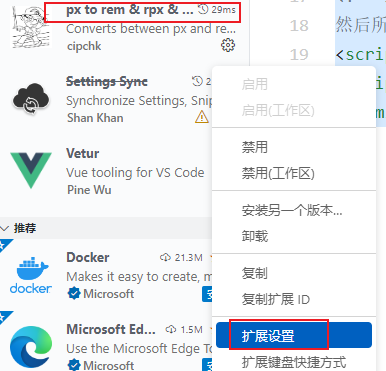 px to rem & rpx & ... 29ms
Converts between px and re...
cipchk
Settings Sync
Synchronize Settings, Snip
Shan Khan
Vetur
Vue tooling for VS Code
Pine Wu
推荐
Docker 21.3M
Makes it easy to create, m
Microsoft
Microsoft Ed... 1.5M
Use the Microsoft Edge To
Microsoft
启用
启用(工作区)
禁用
禁用(工作区)
安装另一个版本...
卸载
复制
复制扩展 ID
扩展设置
扩展键盘快捷方式
17
18
然后所
19
<scri